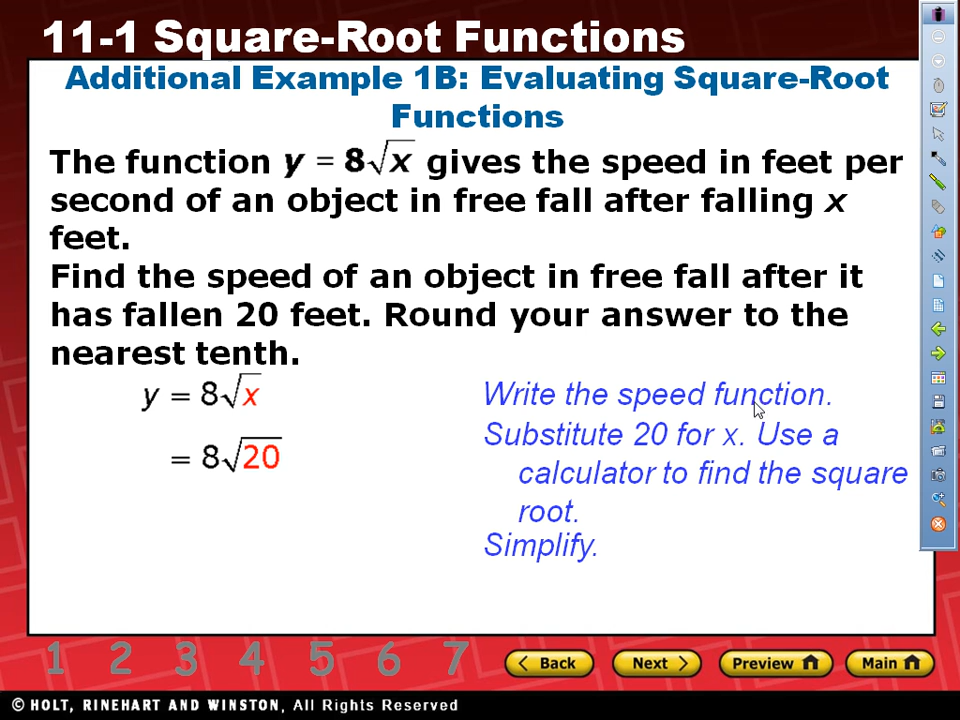 11-1 Square-Root Functions
Additional Example 1B: Evaluating Square-Root
Functions
The function y = 8√x gives the speed in feet per
second of an object in free fall after falling x
feet.
Find the speed of an object in free fall after it
has fallen 20 feet. Round your answer to the
nearest tenth.
y = 8√x Write the speed function.
= 8√20 Substitute 20 for x. Use a
calculator to find the square
root.
Simplify.
1 2 3 4 5 6 7 < Back Next > Preview Main
© HOLT, RINEHART AND WINSTON, All Rights Reserved